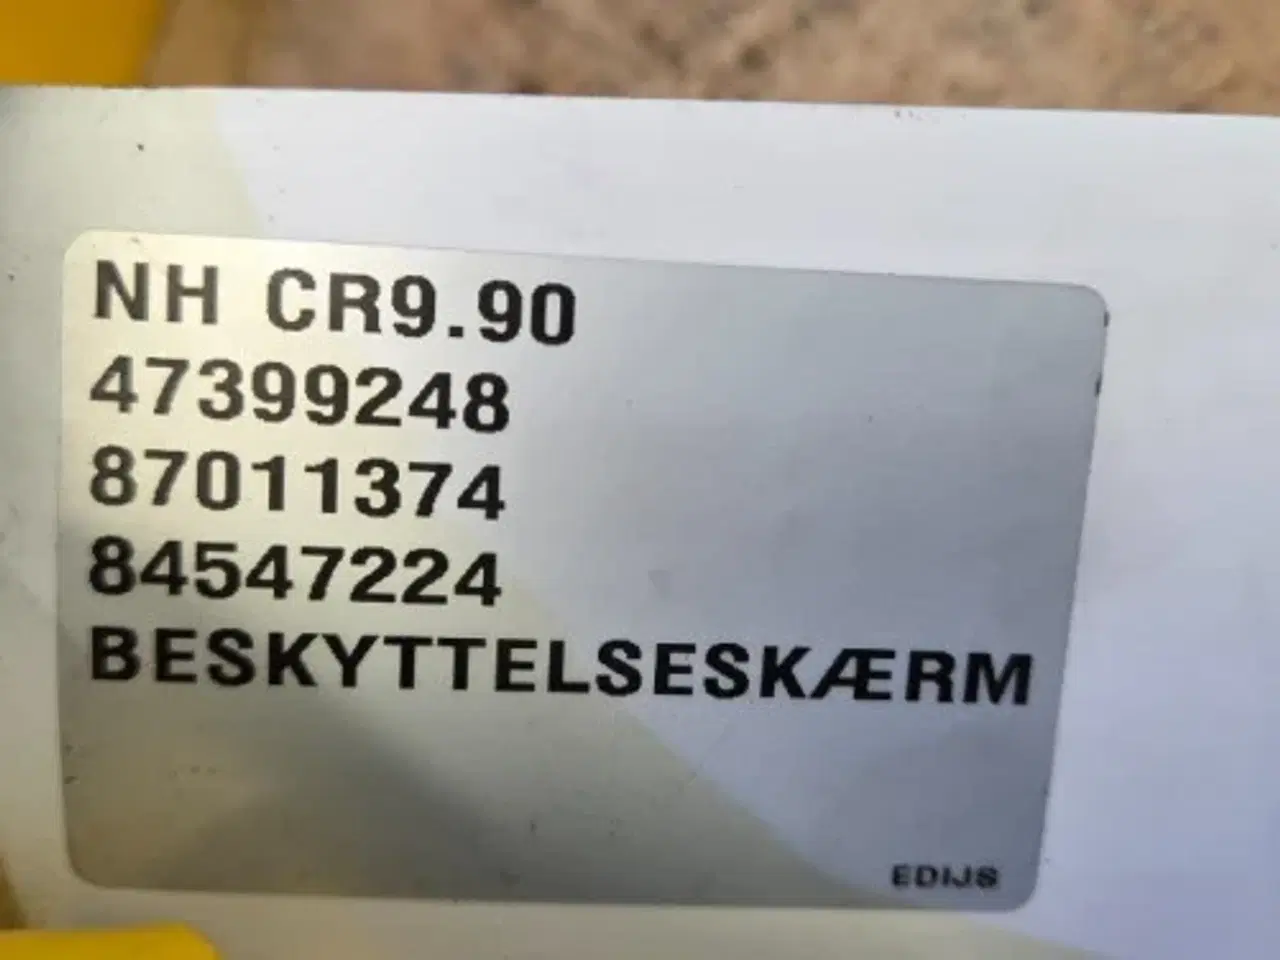 NH CR9.90
47399248
87011374
84547224
BESKYTTELSESKÆRM
EDIJS